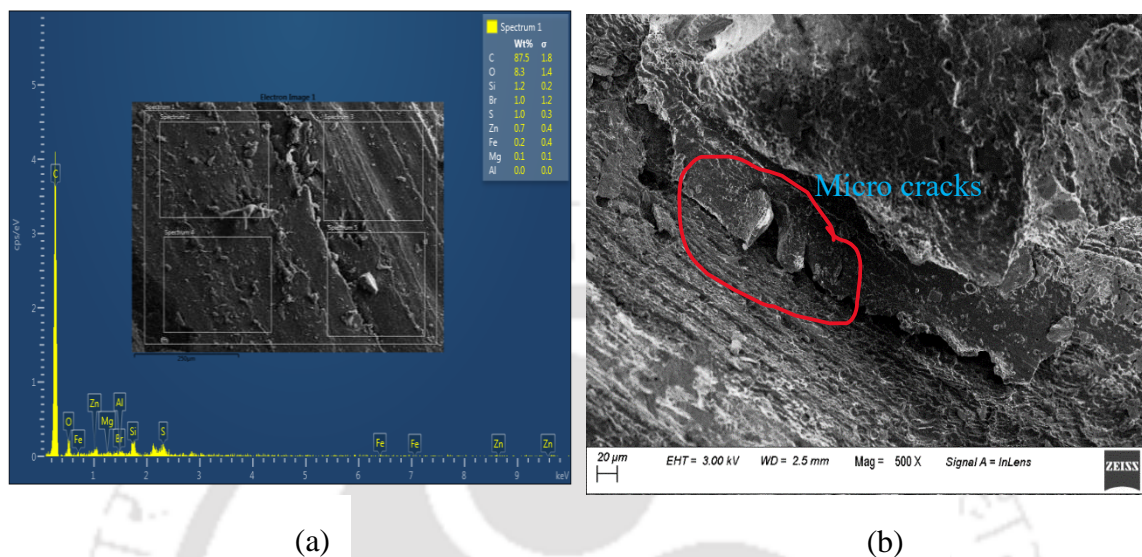 Spectrum 1
Wt% σ
C 87.5 1.8
O 8.3 1.4
Si 1.2 0.2
Br 1.0 1.2
S 1.0 0.3
Zn 0.7 0.4
Fe 0.2 0.4
Mg 0.1 0.1
Al 0.0 0.0
Electron Image 1
Spectrum 1
Spectrum 2
Spectrum 3
Spectrum 4
Spectrum 5
250µm
cps/eV
5
4
3
2
1
0
C
O
Fe
Zn
Mg
Al
Br
Si
S
Fe
Fe
Zn
Zn
1 2 3 4 5 6 7 8 9 keV
Micro cracks
20 µm EHT = 3.00 kV WD = 2.5 mm Mag = 500 X Signal A = InLens ZEISS
(a) (b)